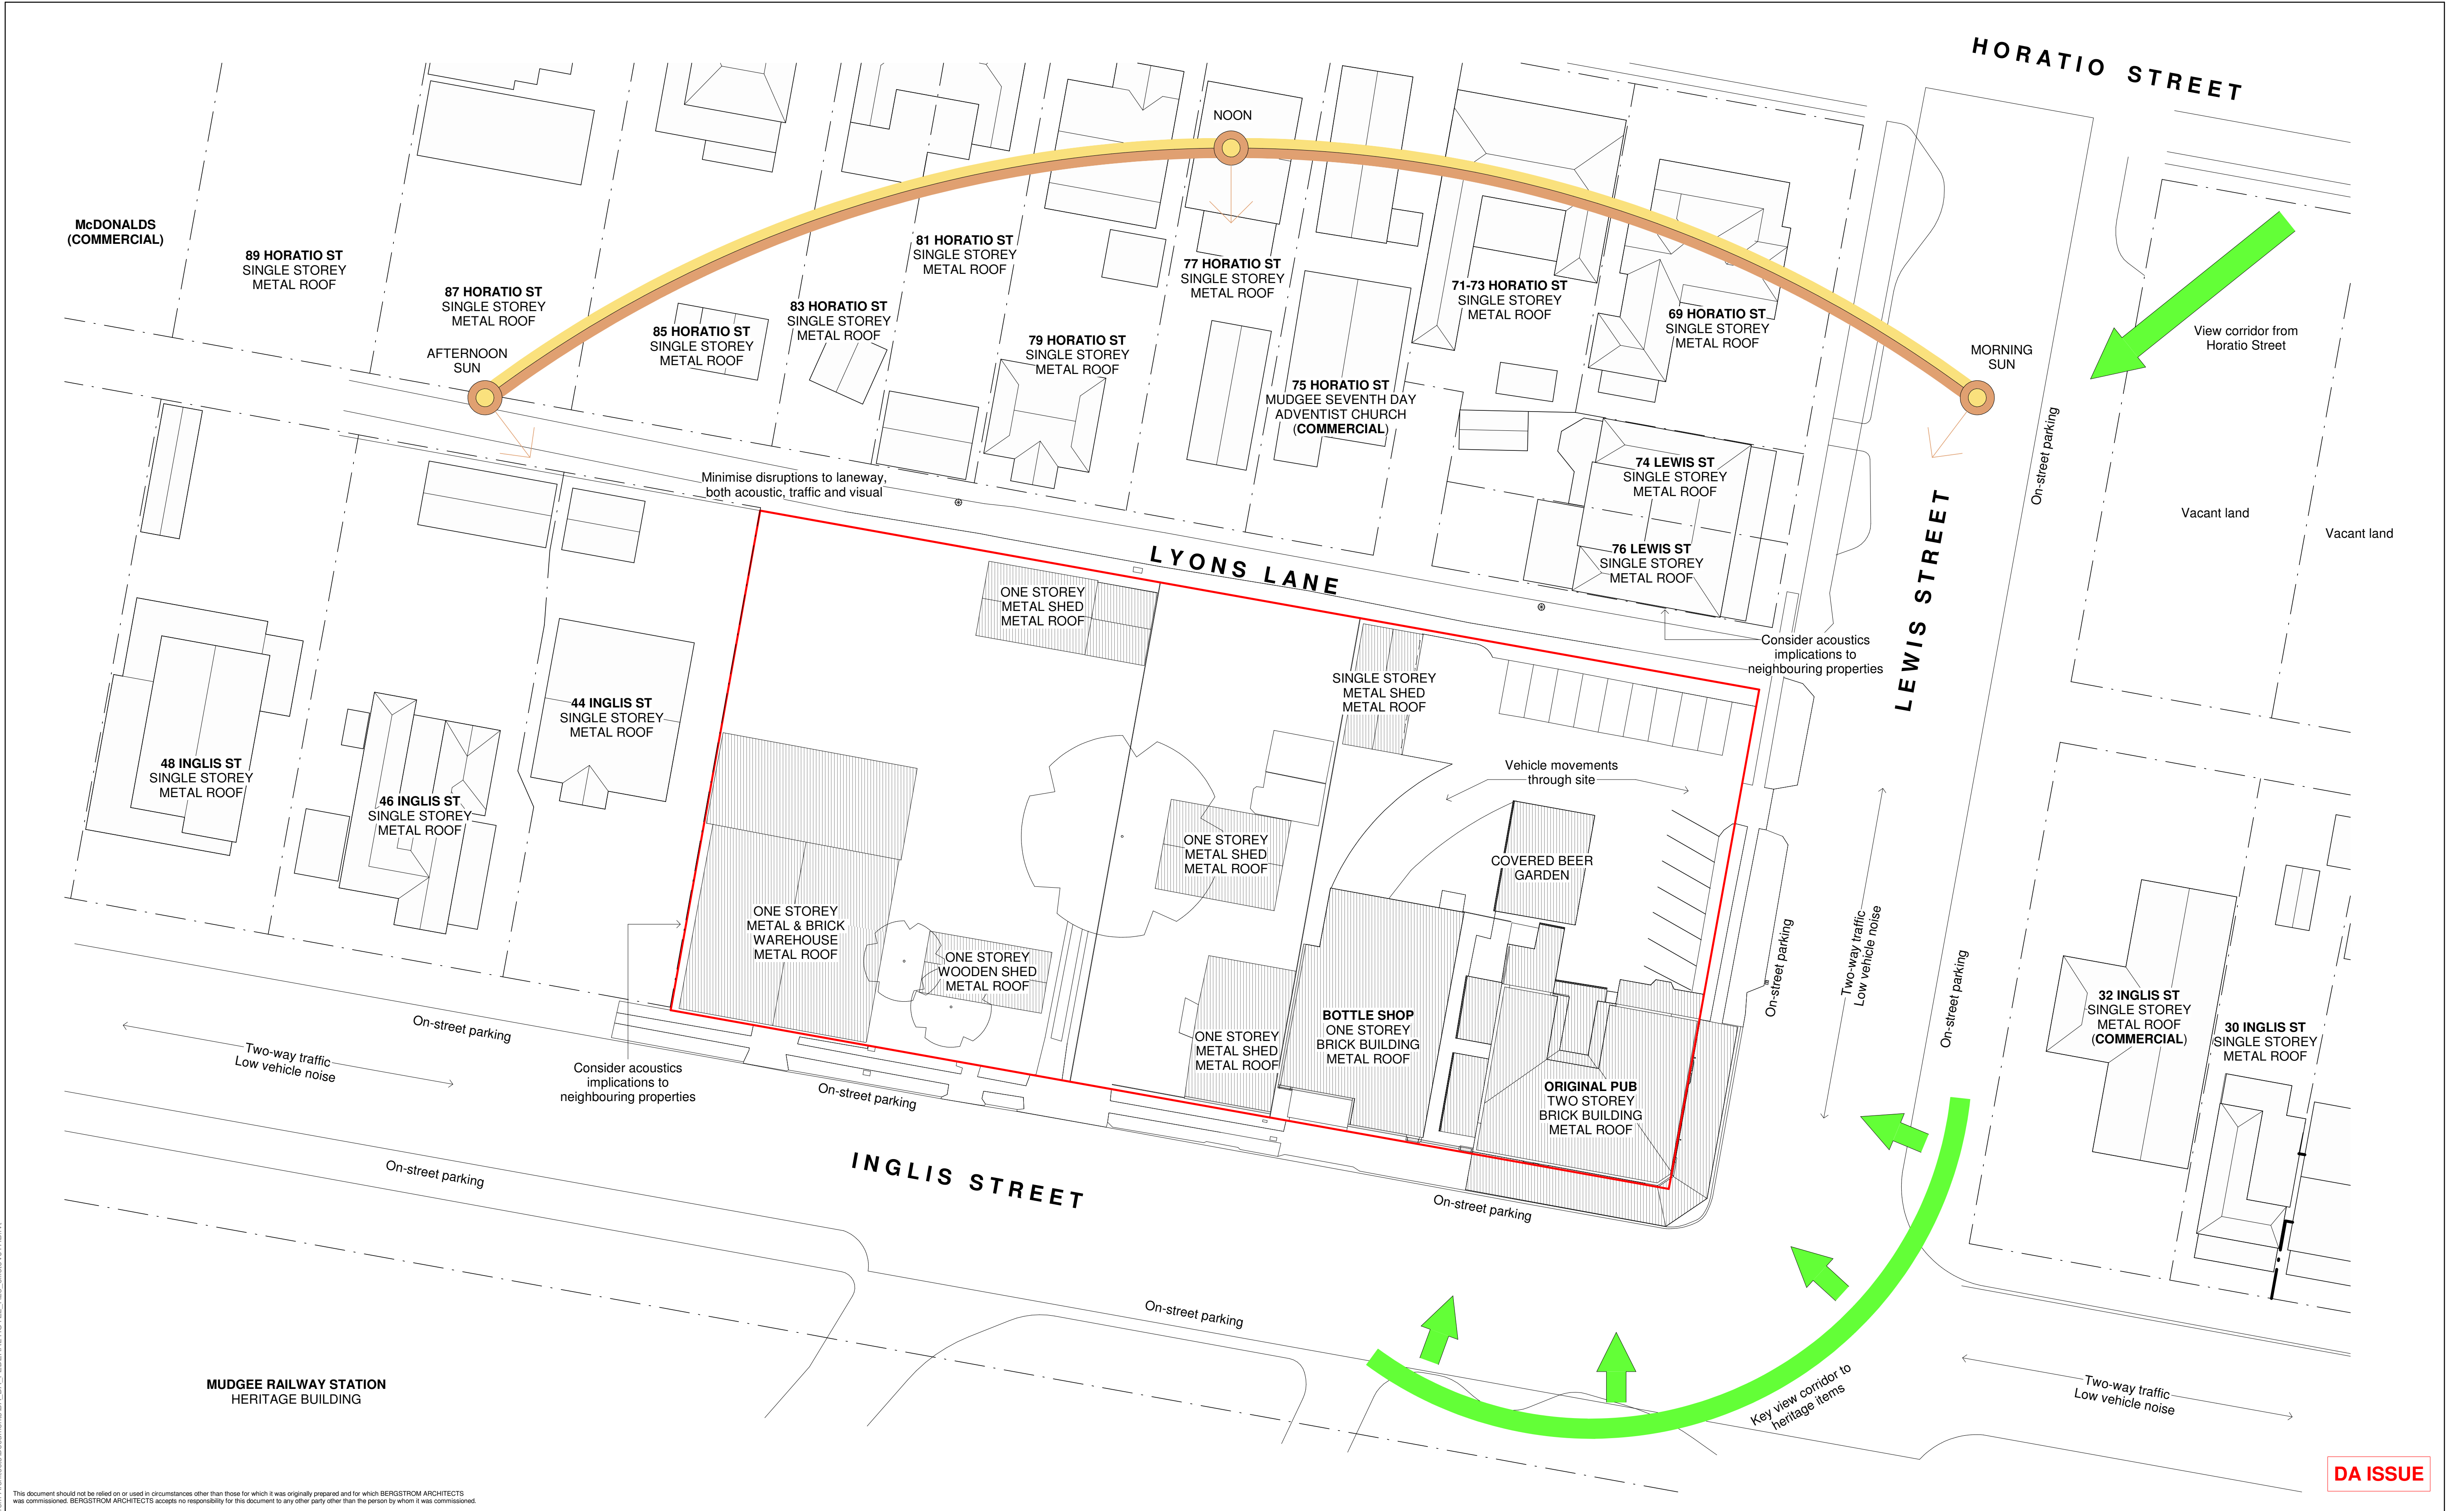 HORATIO STREET
NOON
McDONALDS
(COMMERCIAL)
89 HORATIO ST
SINGLE STOREY
METAL ROOF
87 HORATIO ST
SINGLE STOREY
METAL ROOF
AFTERNOON
SUN
85 HORATIO ST
SINGLE STOREY
METAL ROOF
83 HORATIO ST
SINGLE STOREY
METAL ROOF
81 HORATIO ST
SINGLE STOREY
METAL ROOF
79 HORATIO ST
SINGLE STOREY
METAL ROOF
77 HORATIO ST
SINGLE STOREY
METAL ROOF
75 HORATIO ST
MUDGEE SEVENTH DAY
ADVENTIST CHURCH
(COMMERCIAL)
71-73 HORATIO ST
SINGLE STOREY
METAL ROOF
69 HORATIO ST
SINGLE STOREY
METAL ROOF
MORNING
SUN
View corridor from
Horatio Street
On-street parking
74 LEWIS ST
SINGLE STOREY
METAL ROOF
76 LEWIS ST
SINGLE STOREY
METAL ROOF
Vacant land
Vacant land
Minimise disruptions to laneway,
both acoustic, traffic and visual
LYONS LANE
LEWIS STREET
Consider acoustics
implications to
neighbouring properties
ONE STOREY
METAL SHED
METAL ROOF
SINGLE STOREY
METAL SHED
METAL ROOF
Vehicle movements
through site
44 INGLIS ST
SINGLE STOREY
METAL ROOF
48 INGLIS ST
SINGLE STOREY
METAL ROOF
46 INGLIS ST
SINGLE STOREY
METAL ROOF
ONE STOREY
METAL SHED
METAL ROOF
COVERED BEER
GARDEN
ONE STOREY
METAL & BRICK
WAREHOUSE
METAL ROOF
ONE STOREY
WOODEN SHED
METAL ROOF
On-street parking
Two-way traffic
Low vehicle noise
On-street parking
32 INGLIS ST
SINGLE STOREY
METAL ROOF
(COMMERCIAL)
30 INGLIS ST
SINGLE STOREY
METAL ROOF
ONE STOREY
METAL SHED
METAL ROOF
BOTTLE SHOP
ONE STOREY
BRICK BUILDING
METAL ROOF
ORIGINAL PUB
TWO STOREY
BRICK BUILDING
METAL ROOF
On-street parking
Two-way traffic
Low vehicle noise
Consider acoustics
implications to
neighbouring properties
On-street parking
On-street parking
INGLIS STREET
On-street parking
On-street parking
Key view corridor to
heritage items
Two-way traffic
Low vehicle noise
MUDGEE RAILWAY STATION
HERITAGE BUILDING
DA ISSUE
This document should not be relied on or used in circumstances other than those for which it was originally prepared and for which BERGSTROM ARCHITECTS
was commissioned. BERGSTROM ARCHITECTS accepts no responsibility for this document to any other party other than the person by whom it was commissioned.